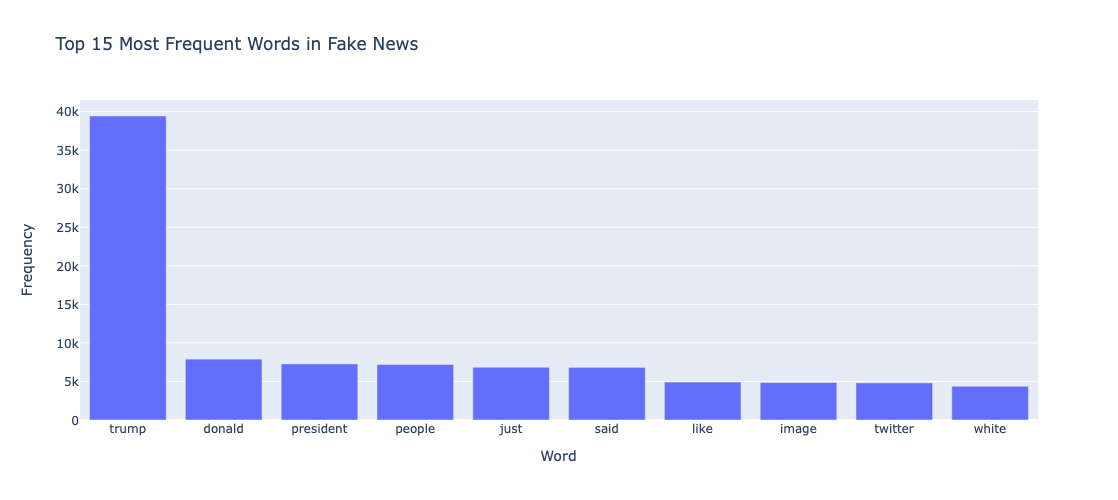 Top 15 Most Frequent Words in Fake News
40k
35k
30k
25k
20k
15k
10k
5k
0
Frequency
trump donald president people just said like image twitter white
Word